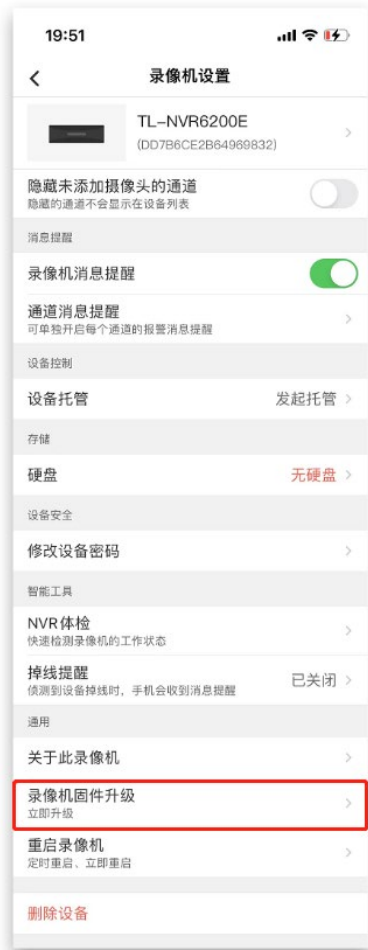 19:51
录像机设置
TL-NVR6200E
(DD7B6CE2B64969832)
隐藏未添加摄像头的通道
隐藏的通道不会显示在设备列表
消息提醒
录像机消息提醒
通道消息提醒
可单独开启每个通道的报警消息提醒
设备控制
设备托管 发起托管
存储
硬盘 无硬盘
设备安全
修改设备密码
智能工具
NVR体检
快速检测录像机的工作状态
掉线提醒 已关闭
侦测到设备掉线时，手机会收到消息提醒
通用
关于此录像机
录像机固件升级
立即升级
重启录像机
定时重启、立即重启
删除设备